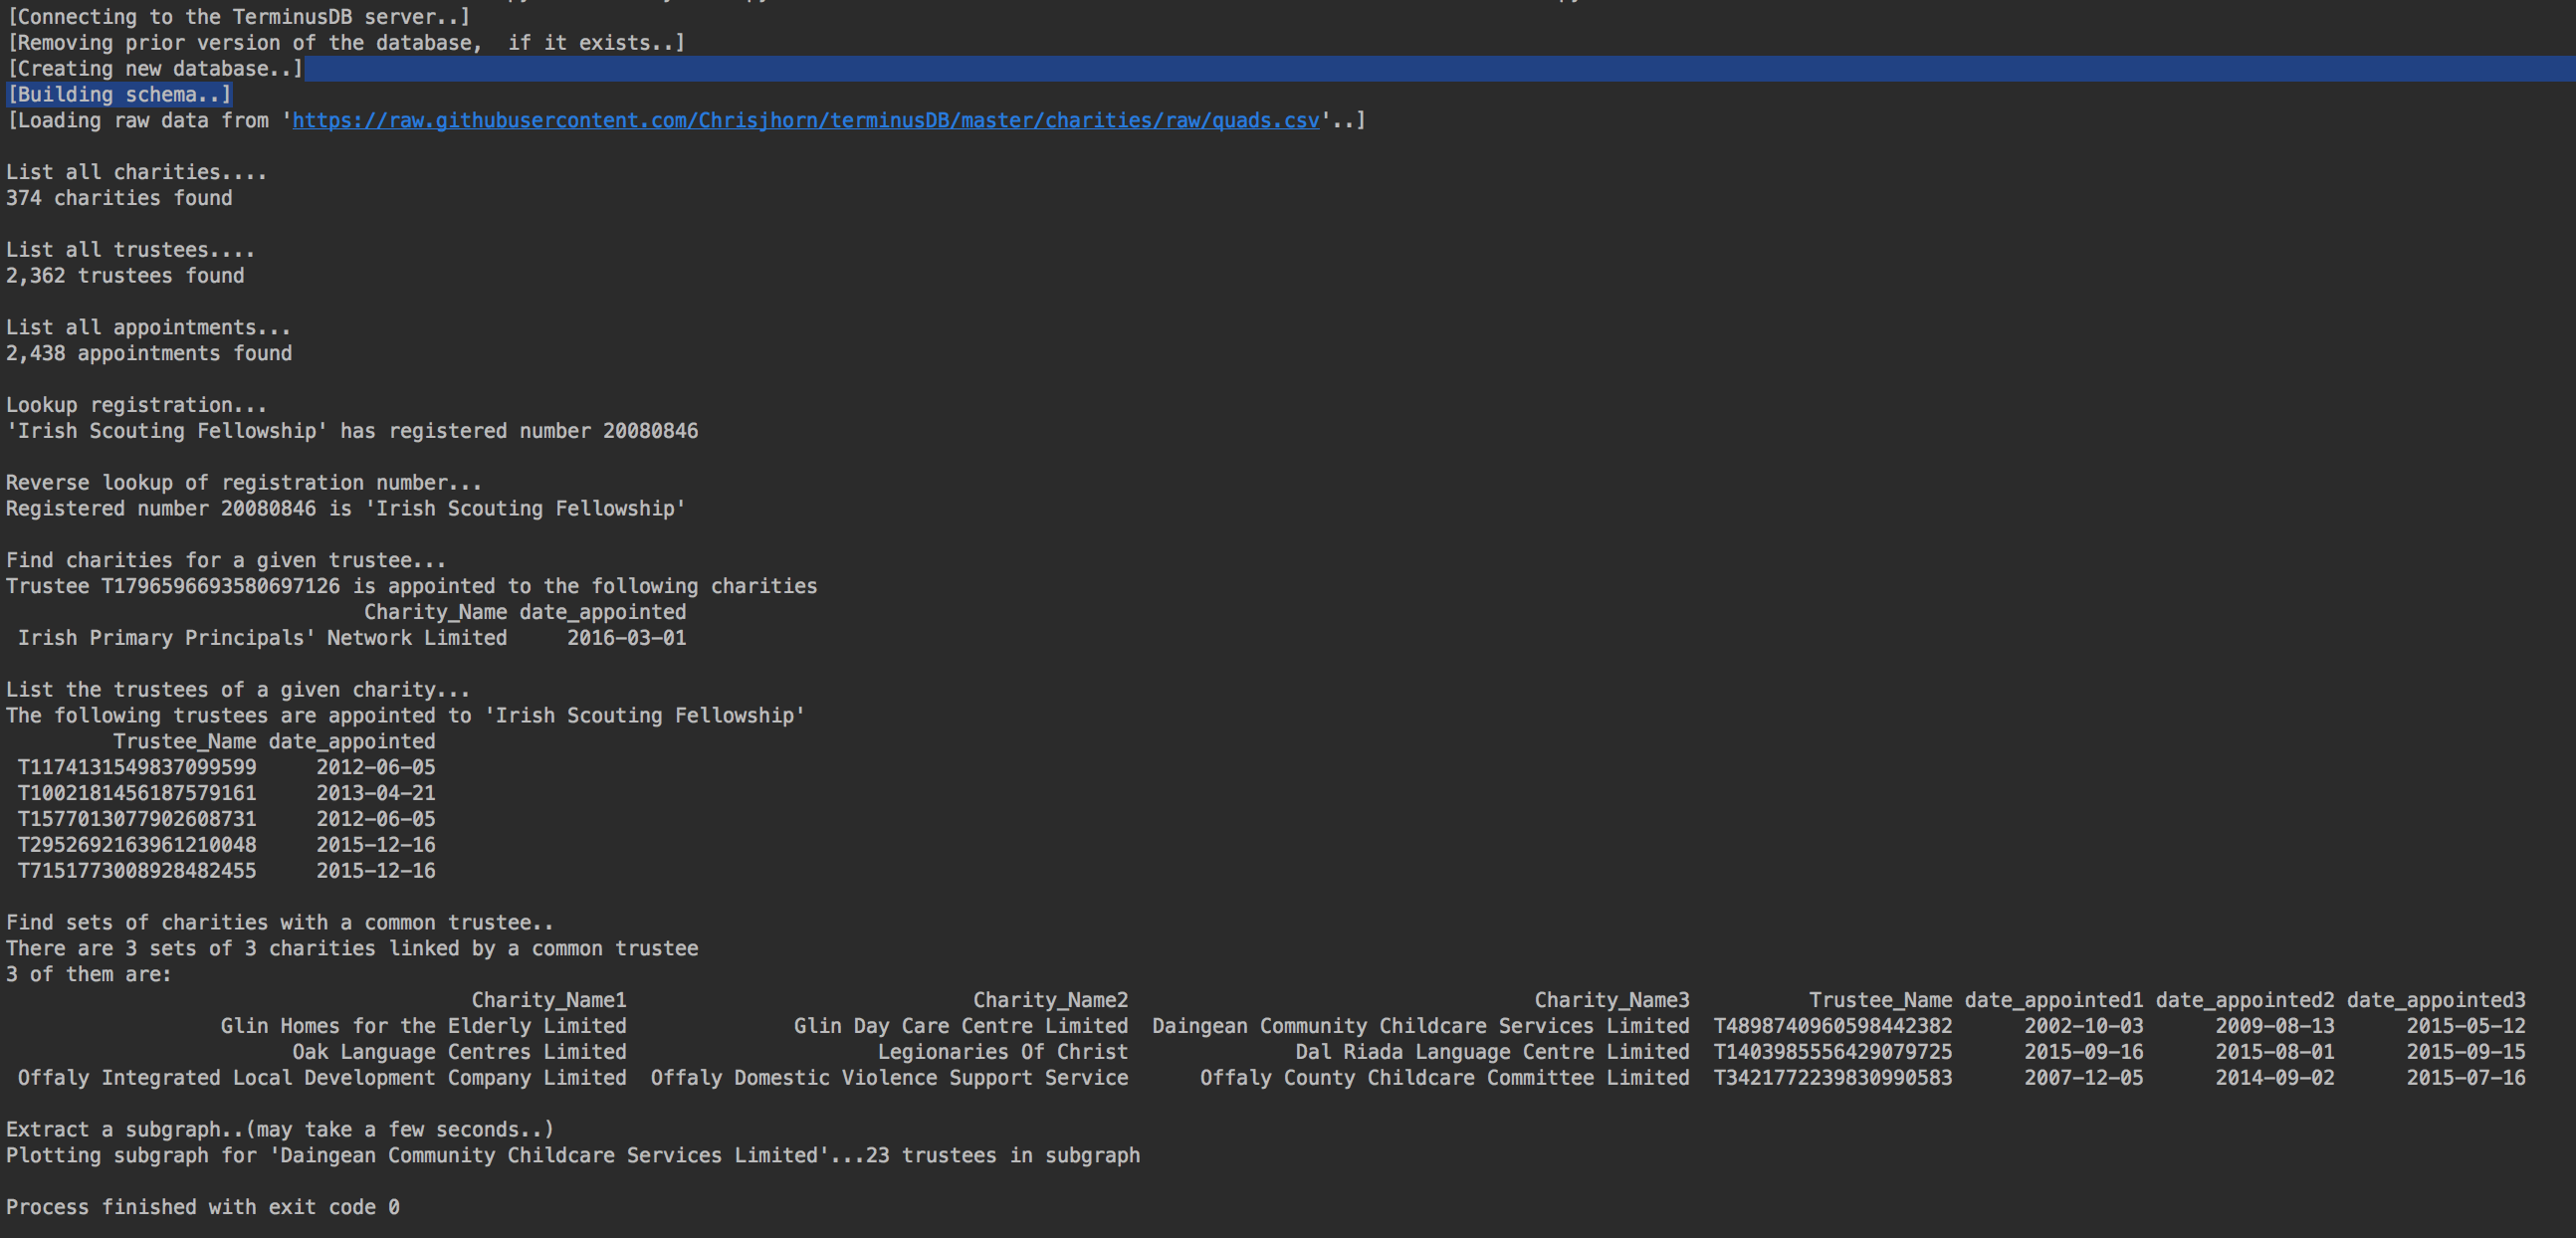 [Connecting to the TerminusDB server..]
[Removing prior version of the database,  if it exists..]
[Creating new database..]
[Building schema..]
[Loading raw data from 'https://raw.githubusercontent.com/Chrisjhorn/terminusDB/master/charities/raw/quads.csv'..]

List all charities....
374 charities found

List all trustees....
2,362 trustees found

List all appointments...
2,438 appointments found

Lookup registration...
'Irish Scouting Fellowship' has registered number 20080846

Reverse lookup of registration number...
Registered number 20080846 is 'Irish Scouting Fellowship'

Find charities for a given trustee...
Trustee T1796596693580697126 is appointed to the following charities
Charity_Name date_appointed
Irish Primary Principals' Network Limited     2016-03-01

List the trustees of a given charity...
The following trustees are appointed to 'Irish Scouting Fellowship'
Trustee_Name date_appointed
T1174131549837099599     2012-06-05
T1002181456187579161     2013-04-21
T1577013077902608731     2012-06-05
T2952692163961210048     2015-12-16
T7151773008928482455     2015-12-16

Find sets of charities with a common trustee..
There are 3 sets of 3 charities linked by a common trustee
3 of them are:
Charity_Name1     Charity_Name2     Charity_Name3     Trustee_Name date_appointed1 date_appointed2 date_appointed3
Glin Homes for the Elderly Limited     Glin Day Care Centre Limited  Daingean Community Childcare Services Limited  T4898740960598442382     2002-10-03     2009-08-13     2015-05-12
Oak Language Centres Limited     Legionaries Of Christ     Dal Riada Language Centre Limited  T1403985556429079725     2015-09-16     2015-08-01     2015-09-15
Offaly Integrated Local Development Company Limited  Offaly Domestic Violence Support Service     Offaly County Childcare Committee Limited  T3421772239830990583     2007-12-05     2014-09-02     2015-07-16

Extract a subgraph..(may take a few seconds..)
Plotting subgraph for 'Daingean Community Childcare Services Limited'...23 trustees in subgraph

Process finished with exit code 0